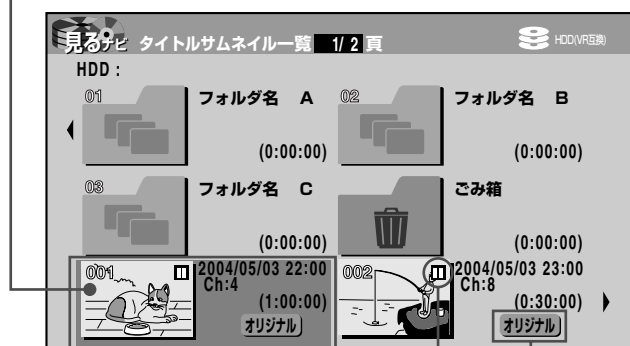 見るナビ タイトルサムネイル一覧 1/ 2 頁 HDD(VR互換)
HDD :
01 フォルダ名 A (0:00:00)
02 フォルダ名 B (0:00:00)
03 フォルダ名 C (0:00:00)
ごみ箱 (0:00:00)
001 2004/05/03 22:00
Ch:4
(1:00:00)
オリジナル
002 2004/05/03 23:00
Ch:8
(0:30:00)
オリジナル